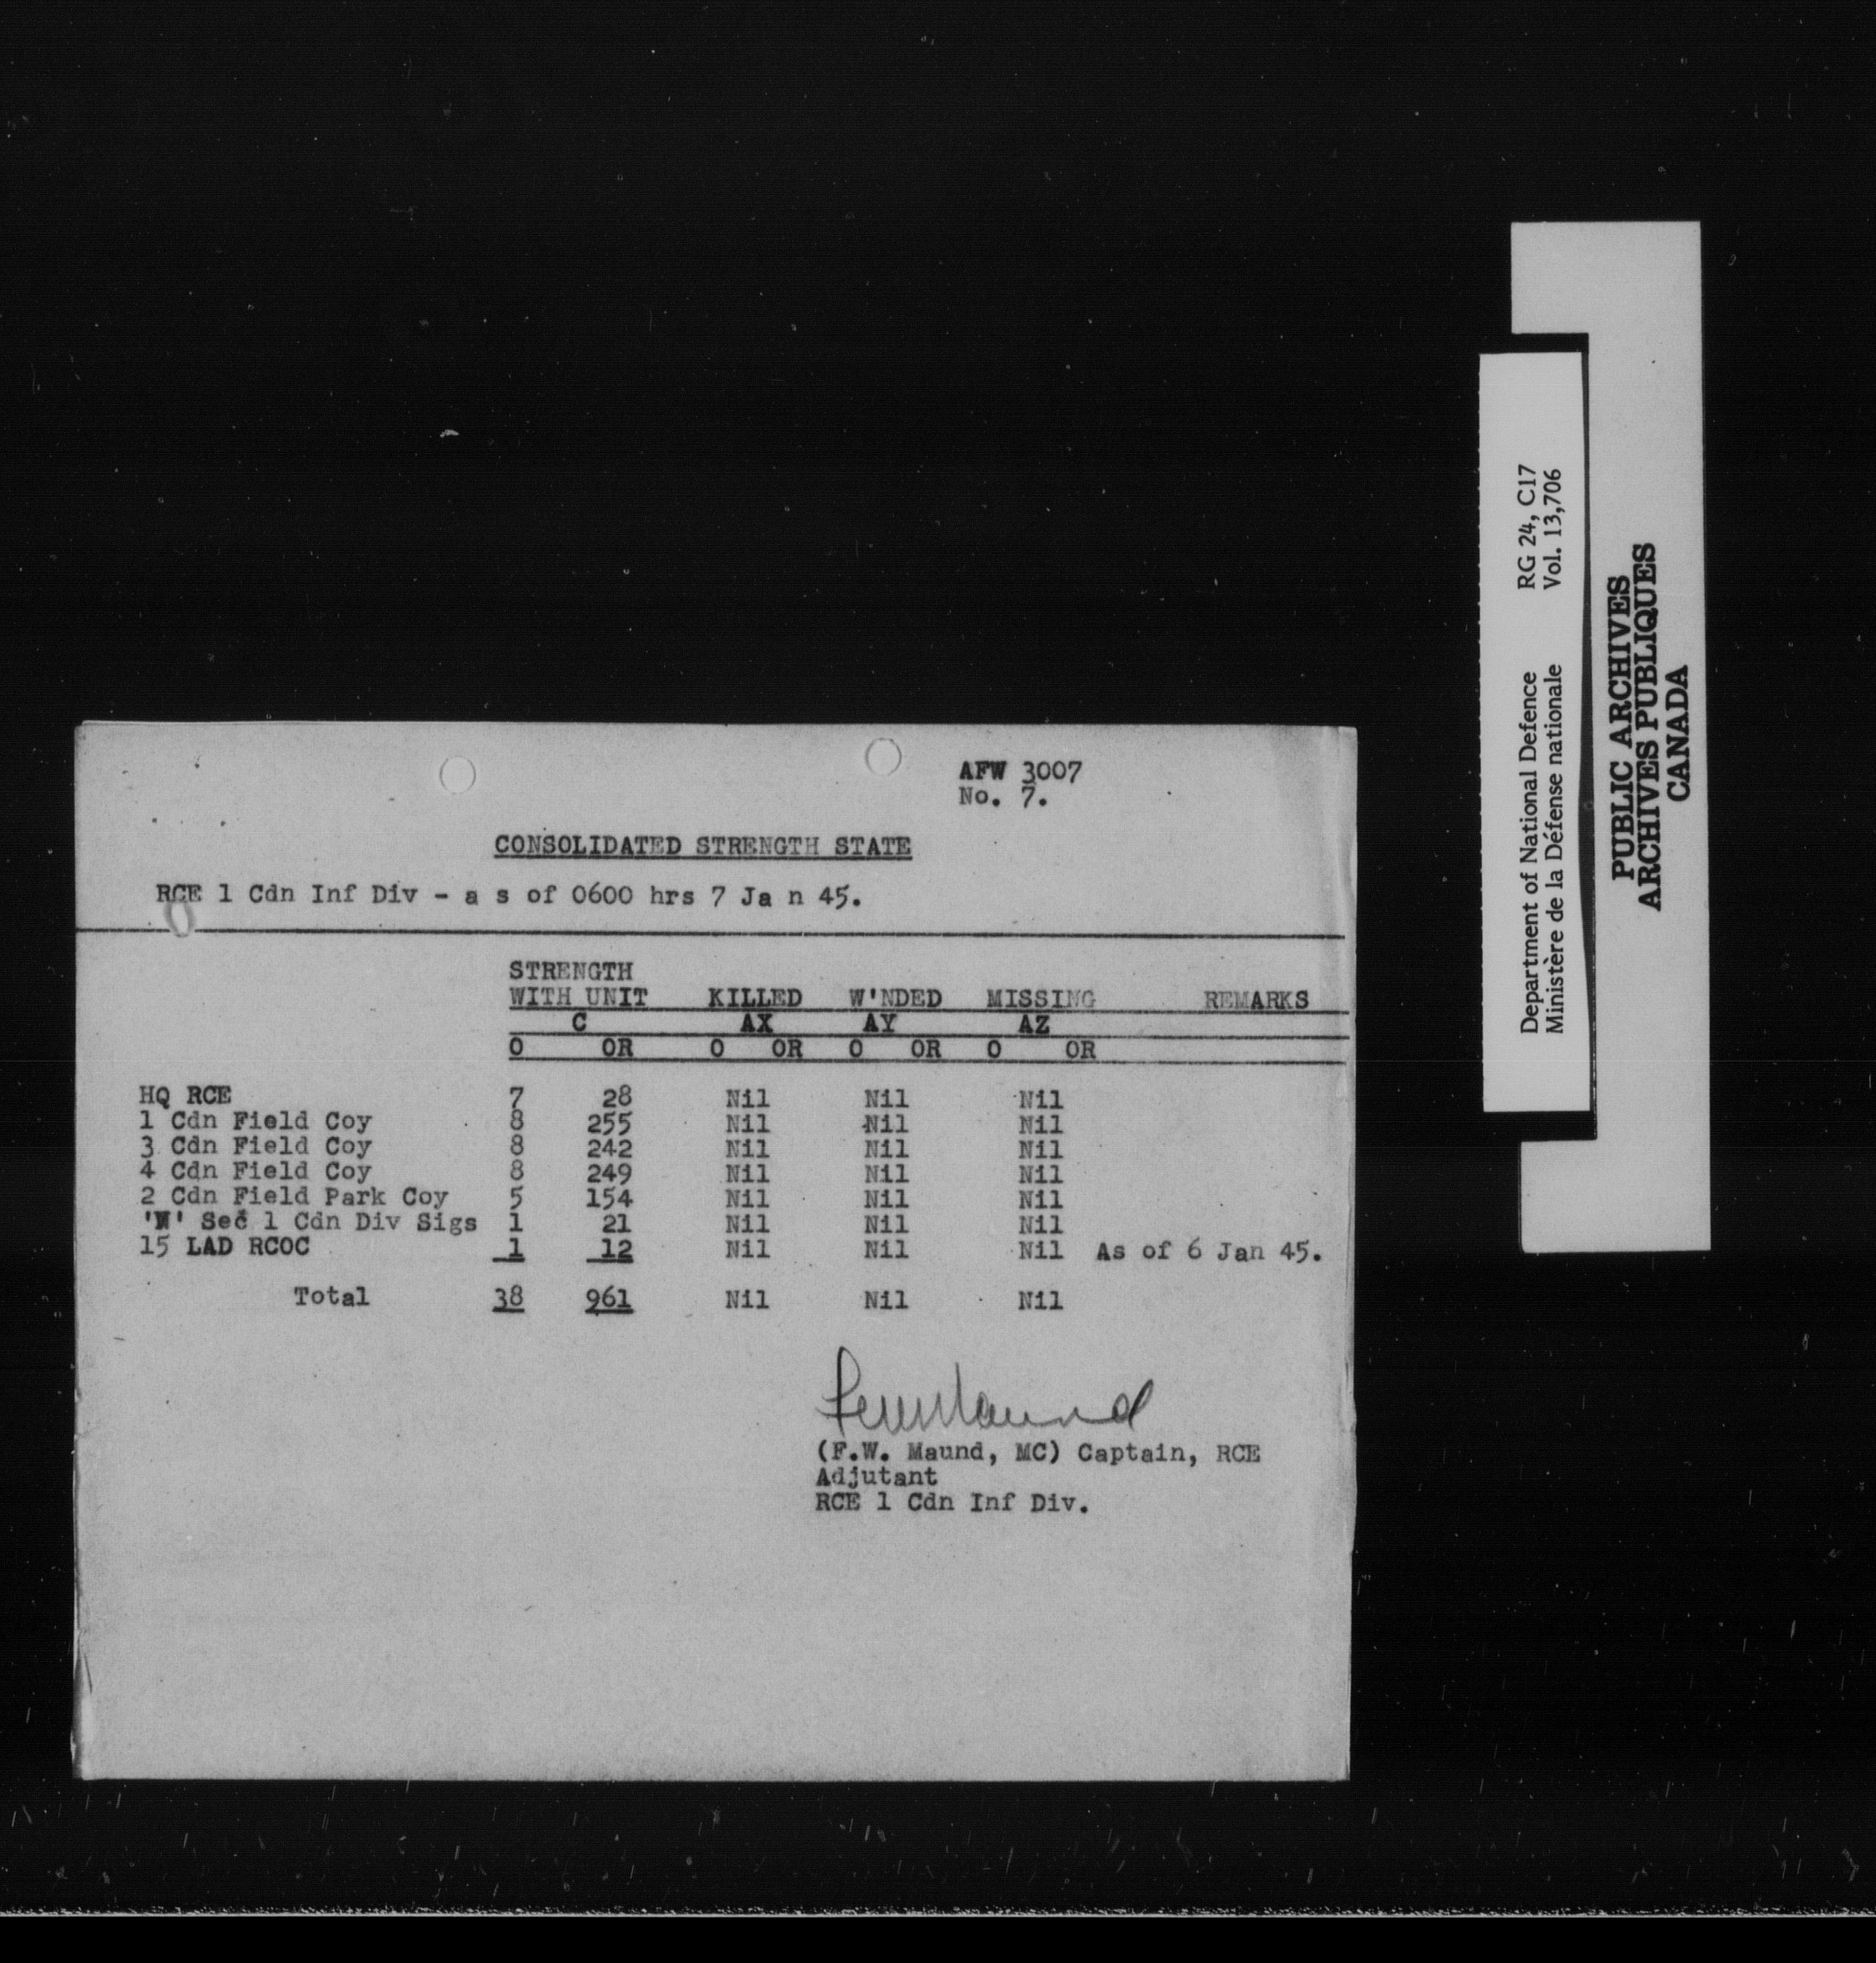 AFW 3007
No. 7.
CONSOLIDATED STRENGTH STATE
RCE 1 Cdn Inf Div - a s of 0600 hrs 7 Ja n 45.
STRENGTH
WITH UNIT KILLED W'NDED MISSING REMARKS
C AX AY AZ
O OR O OR O OR O OR
HQ RCE 7 28 Nil Nil Nil
1 Cdn Field Coy 8 255 Nil Nil Nil
3 Cdn Field Coy 8 242 Nil Nil Nil
4 Cdn Field Coy 8 249 Nil Nil Nil
2 Cdn Field Park Coy 5 154 Nil Nil Nil
Sec 1 Cdn Div Sigs 1 21 Nil Nil Nil
15 LAD RCOC 1 12 Nil Nil Nil As of 6 Jan 45.
Total 38 961 Nil Nil Nil
(F.W. Maund, MC) Captain, RCE
Adjutant
RCE 1 Cdn Inf Div.
Department of National Defence RG 24, C17
Ministère de la Défense nationale Vol. 13,706
PUBLIC ARCHIVES
ARCHIVES PUBLIQUES
CANADA